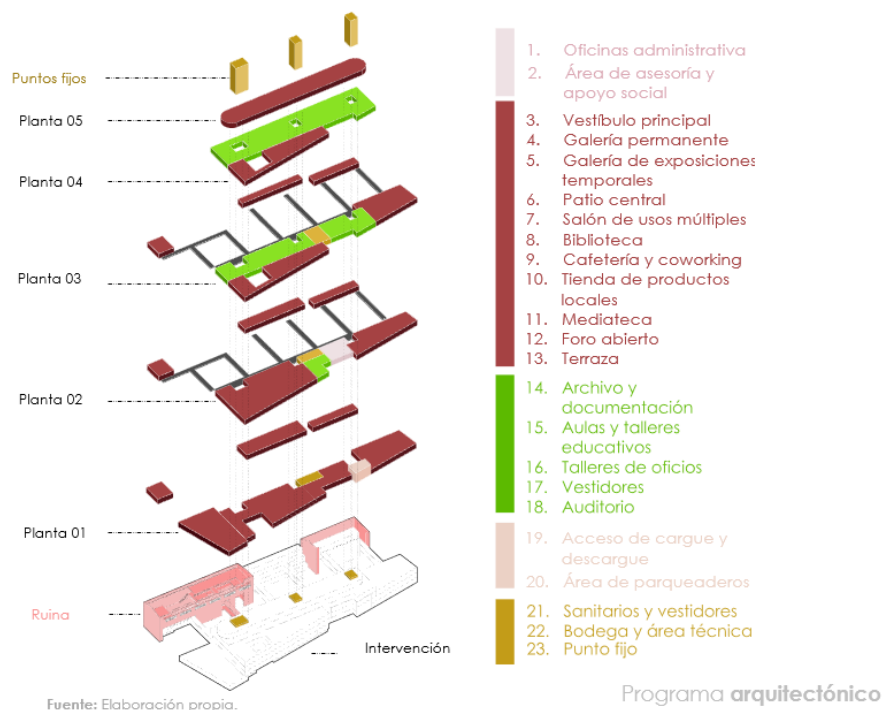 Puntos fijos
Planta 05
Planta 04
Planta 03
Planta 02
Planta 01
Ruina
Intervención
Fuente: Elaboración propia.
1. Oficinas administrativa
2. Área de asesoría y
apoyo social
3. Vestíbulo principal
4. Galería permanente
5. Galería de exposiciones
temporales
6. Patio central
7. Salón de usos múltiples
8. Biblioteca
9. Cafetería y coworking
10. Tienda de productos
locales
11. Mediateca
12. Foro abierto
13. Terraza
14. Archivo y
documentación
15. Aulas y talleres
educativos
16. Talleres de oficios
17. Vestidores
18. Auditorio
19. Acceso de cargue y
descargue
20. Área de parqueaderos
21. Sanitarios y vestidores
22. Bodega y área técnica
23. Punto fijo
Programa arquitectónico